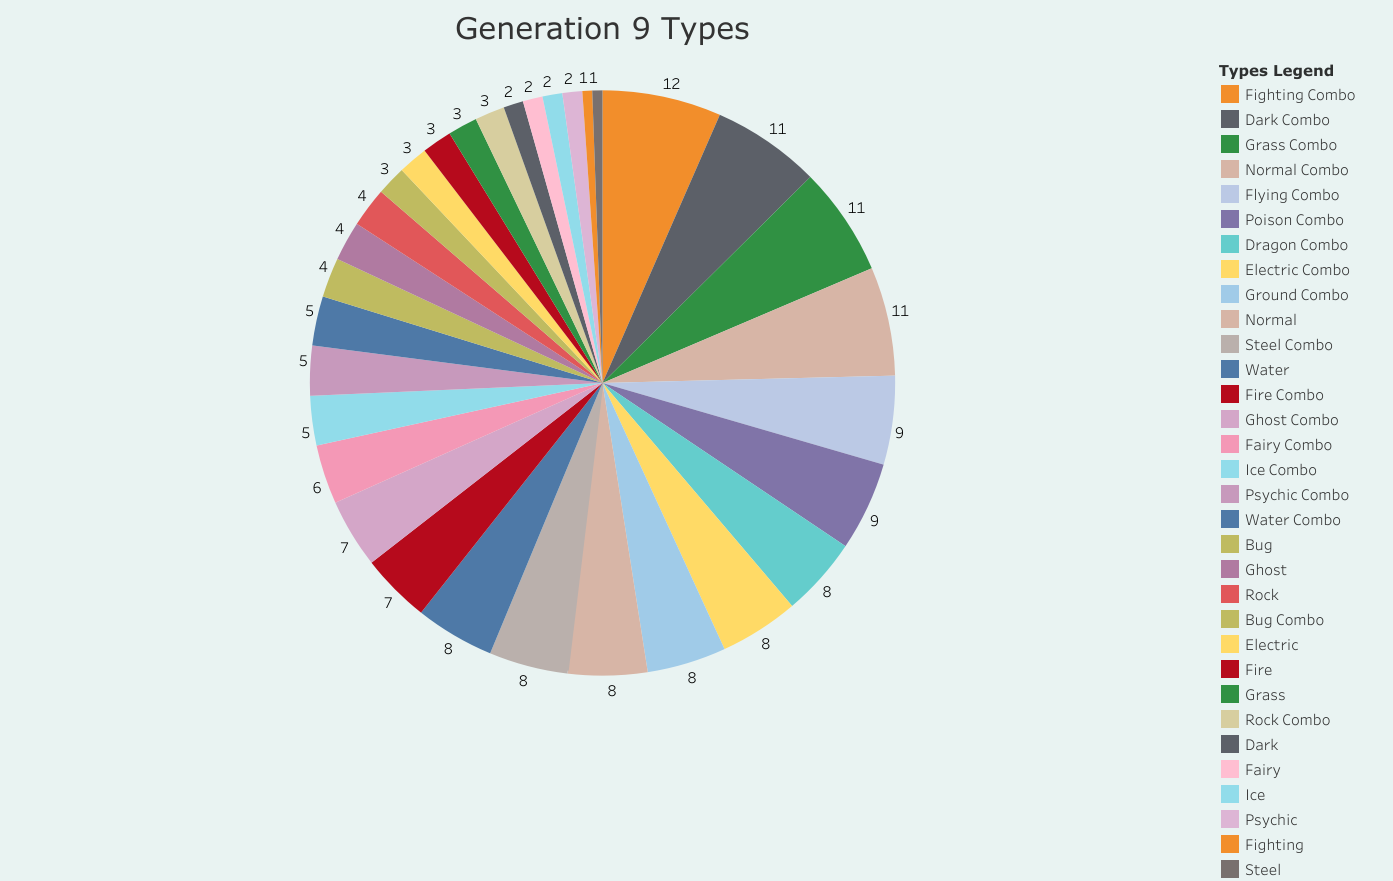 Generation 9 Types
12
11
11
11
9
9
8
8
8
8
8
8
7
7
6
5
5
5
4
4
4
3
3
3
3
3
2
2
2
2
1
1
Types Legend
Fighting Combo
Dark Combo
Grass Combo
Normal Combo
Flying Combo
Poison Combo
Dragon Combo
Electric Combo
Ground Combo
Normal
Steel Combo
Water
Fire Combo
Ghost Combo
Fairy Combo
Ice Combo
Psychic Combo
Water Combo
Bug
Ghost
Rock
Bug Combo
Electric
Fire
Grass
Rock Combo
Dark
Fairy
Ice
Psychic
Fighting
Steel